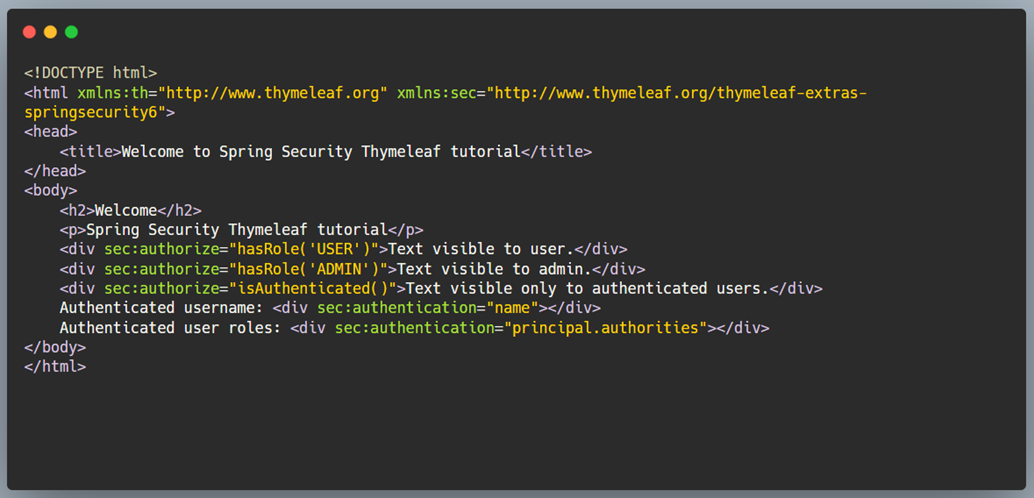 <!DOCTYPE html>
<html xmlns:th="http://www.thymeleaf.org" xmlns:sec="http://www.thymeleaf.org/thymeleaf-extras-
springsecurity6">
<head>
    <title>Welcome to Spring Security Thymeleaf tutorial</title>
</head>
<body>
    <h2>Welcome</h2>
    <p>Spring Security Thymeleaf tutorial</p>
    <div sec:authorize="hasRole('USER')">Text visible to user.</div>
    <div sec:authorize="hasRole('ADMIN')">Text visible to admin.</div>
    <div sec:authorize="isAuthenticated()">Text visible only to authenticated users.</div>
    Authenticated username: <div sec:authentication="name"></div>
    Authenticated user roles: <div sec:authentication="principal.authorities"></div>
</body>
</html>